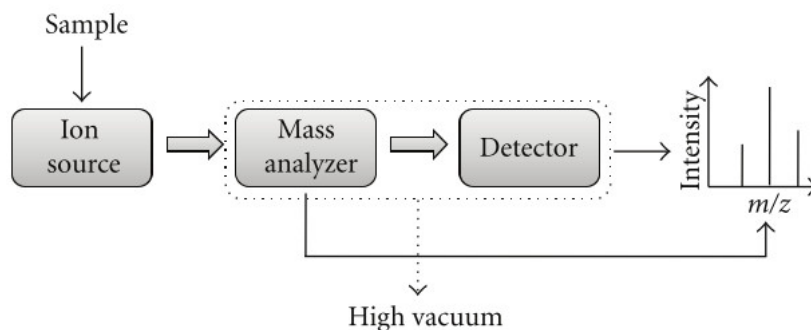 Sample
Ion
source
Mass
analyzer
Detector
Intensity
m/z
High vacuum